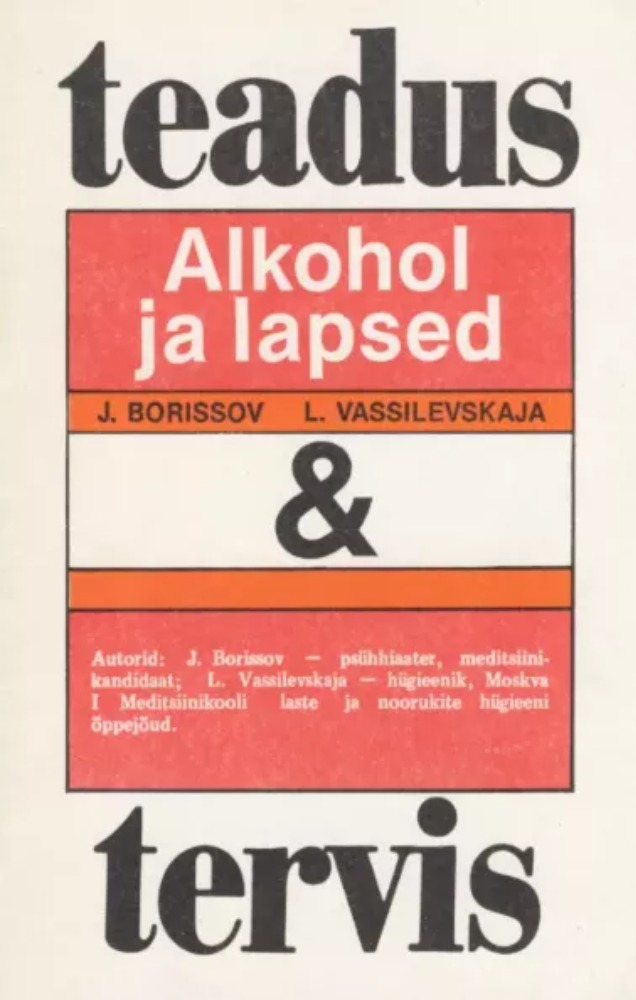 teadus
Alkohol
ja lapsed
J. BORISSOV L. VASSILEVSKAJA
&
Autorid: J. Borissov — psühhiaater, meditsiini-
kandidaat; L. Vassilevskaja — hügieenik, Moskva
I Meditsiinikooli laste ja noorukite hügieeni
õppejõud.
tervis